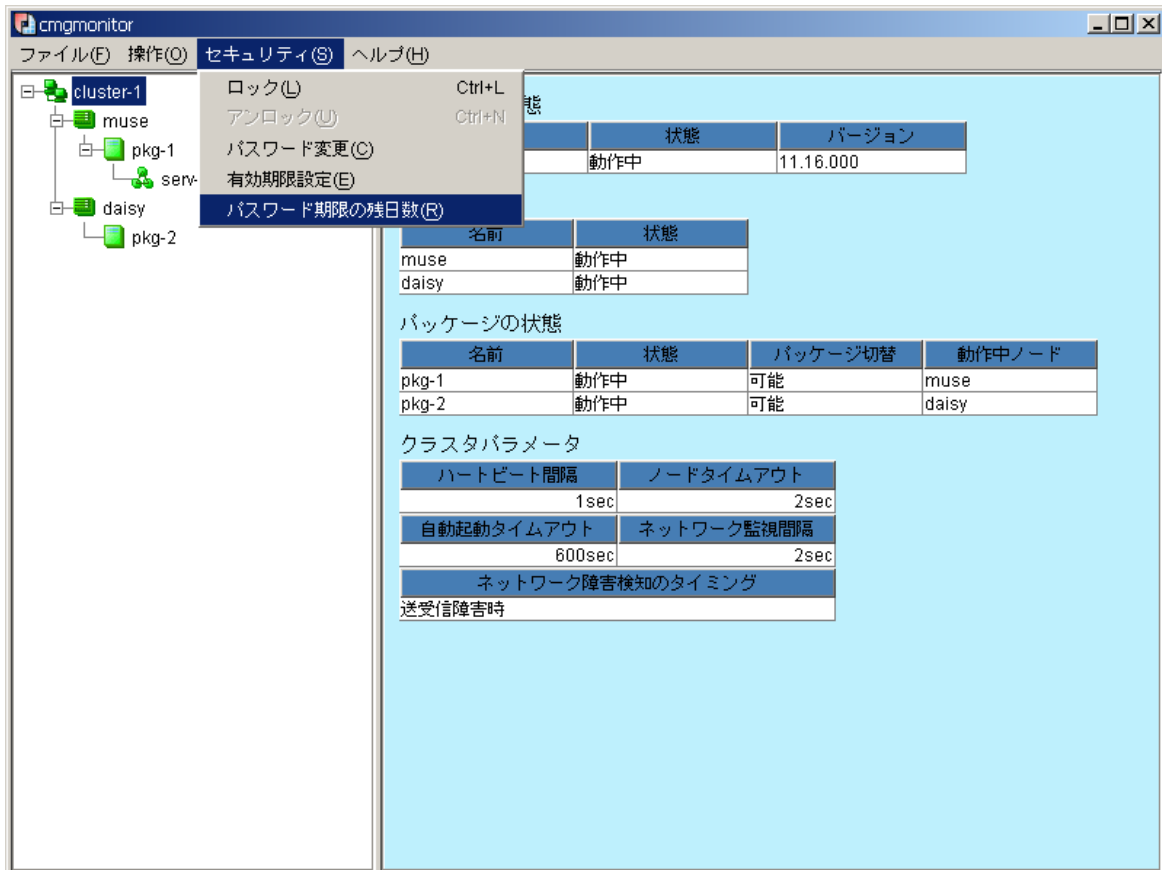 cmgmonitor
ファイル(F) 操作(O) セキュリティ(S) ヘルプ(H)
ロック(L) Ctrl+L
アンロック(U) Ctrl+N
パスワード変更(C)
有効期限設定(E)
パスワード期限の残日数(R)
cluster-1
muse
pkg-1
serv-
daisy
pkg-2
態
状態 バージョン
動作中 11.16.000
名前 状態
muse 動作中
daisy 動作中
パッケージの状態
名前 状態 パッケージ切替 動作中ノード
pkg-1 動作中 可能 muse
pkg-2 動作中 可能 daisy
クラスタパラメータ
ハートビート間隔 ノードタイムアウト
1sec 2sec
自動起動タイムアウト ネットワーク監視間隔
600sec 2sec
ネットワーク障害検知のタイミング
送受信障害時